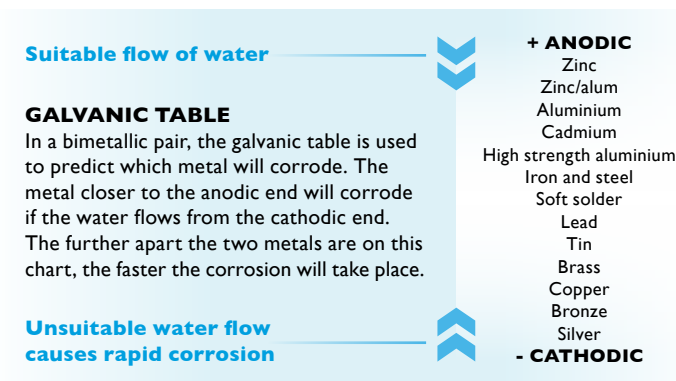 Suitable flow of water
GALVANIC TABLE
In a bimetallic pair, the galvanic table is used
to predict which metal will corrode. The
metal closer to the anodic end will corrode
if the water flows from the cathodic end.
The further apart the two metals are on this
chart, the faster the corrosion will take place.
Unsuitable water flow
causes rapid corrosion
+ ANODIC
Zinc
Zinc/alum
Aluminium
Cadmium
High strength aluminium
Iron and steel
Soft solder
Lead
Tin
Brass
Copper
Bronze
Silver
- CATHODIC